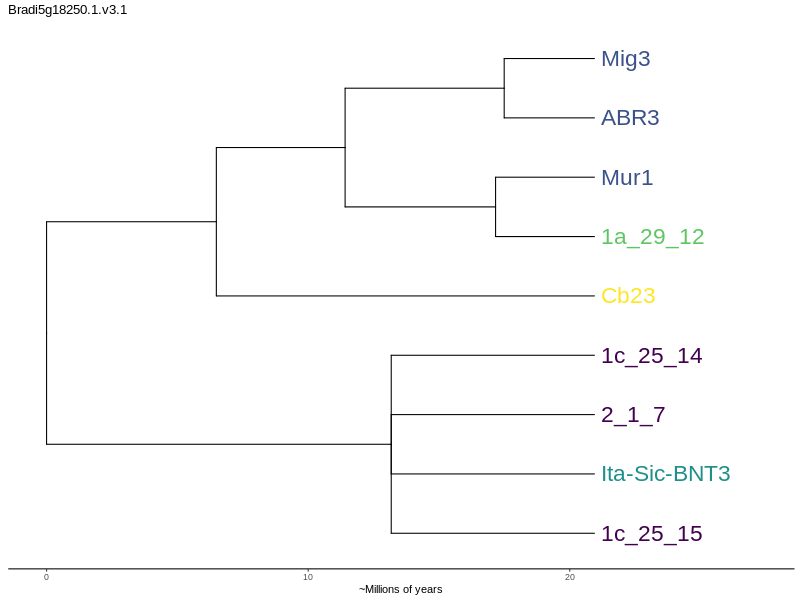 Bradi5g18250.1.v3.1
Mig3
ABR3
Mur1
1a_29_12
Cb23
1c_25_14
2_1_7
Ita-Sic-BNT3
1c_25_15
0 10 20
~Millions of years